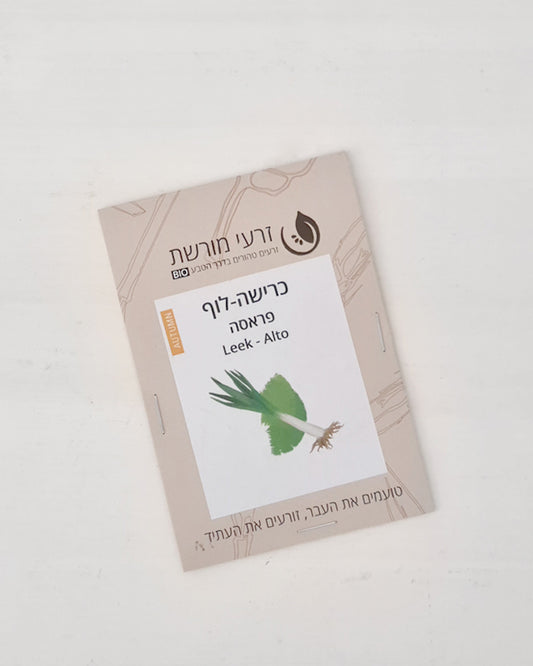 זרעי מורשת
זרעים טהורים בדרך הטבע BIO
AUTUMN
כרישה-לוף
פראסה
Leek - Alto
טועמים את העבר, זורעים את העתיד